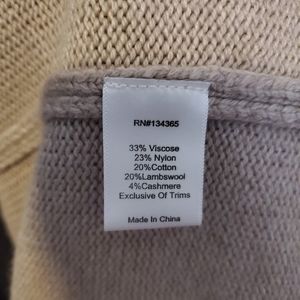 RN#134365
33% Viscose
23% Nylon
20%Cotton
20%Lambswool
4%Cashmere
Exclusive Of Trims
Made In China